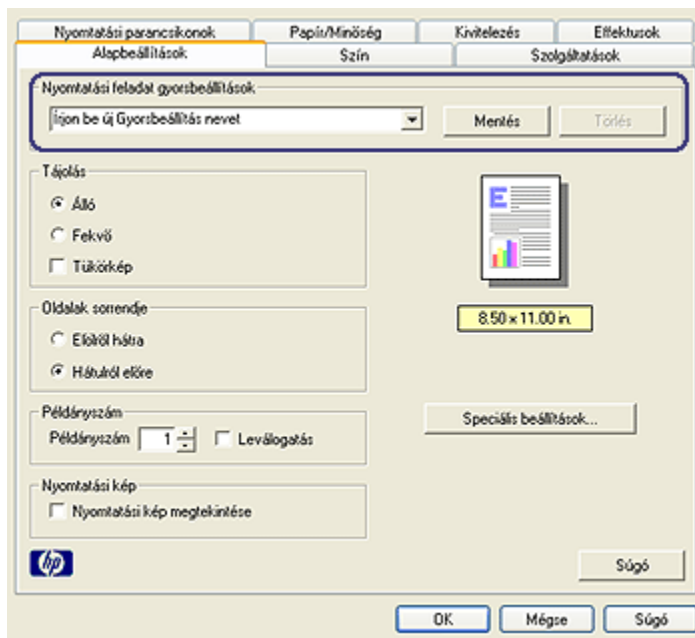 Nyomtatási parancsikonok Papír/Minőség Kivitelezés Effektusok
Alapbeállítások Szín Szolgáltatások
Nyomtatási feladat gyorsbeállítások
Írjon be új Gyorsbeállítás nevet Mentés Törlés
Tájolás
Álló
Fekvő
Tükörkép
8.50 x 11.00 in.
Oldalak sorrendje
Elölről hátra
Hátulról előre
Példányszám
Példányszám 1 Leválogatás
Speciális beállítások...
Nyomtatási kép
Nyomtatási kép megtekintése
hp Súgó
OK Mégse Súgó